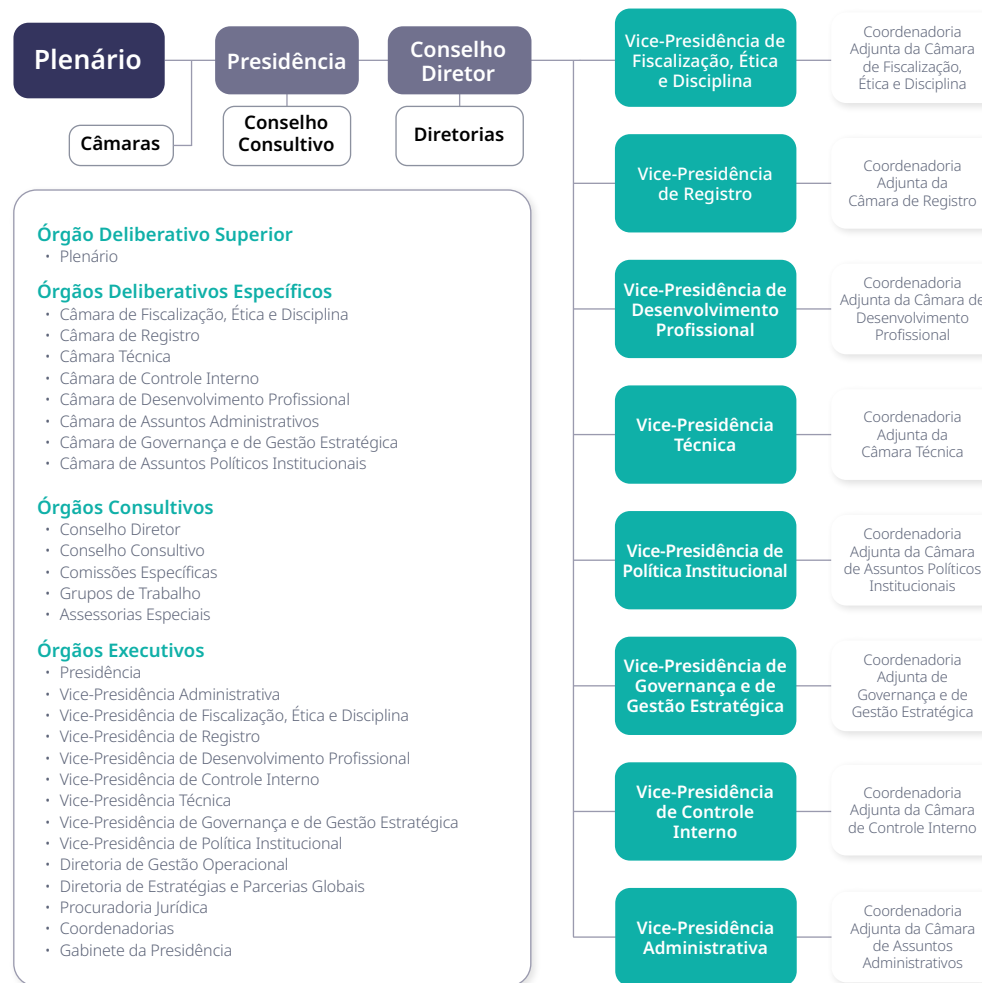 Plenário
Presidência
Conselho
Diretor
Câmaras
Conselho
Consultivo
Diretorias
Órgão Deliberativo Superior
• Plenário
Órgãos Deliberativos Específicos
• Câmara de Fiscalização, Ética e Disciplina
• Câmara de Registro
• Câmara Técnica
• Câmara de Controle Interno
• Câmara de Desenvolvimento Profissional
• Câmara de Assuntos Administrativos
• Câmara de Governança e de Gestão Estratégica
• Câmara de Assuntos Políticos Institucionais
Órgãos Consultivos
• Conselho Diretor
• Conselho Consultivo
• Comissões Específicas
• Grupos de Trabalho
• Assessorias Especiais
Órgãos Executivos
• Presidência
• Vice-Presidência Administrativa
• Vice-Presidência de Fiscalização, Ética e Disciplina
• Vice-Presidência de Registro
• Vice-Presidência de Desenvolvimento Profissional
• Vice-Presidência de Controle Interno
• Vice-Presidência Técnica
• Vice-Presidência de Governança e de Gestão Estratégica
• Vice-Presidência de Política Institucional
• Diretoria de Gestão Operacional
• Diretoria de Estratégias e Parcerias Globais
• Procuradoria Jurídica
• Coordenadorias
• Gabinete da Presidência
Vice-Presidência de
Fiscalização, Ética
e Disciplina
Coordenadoria
Adjunta da Câmara
de Fiscalização,
Ética e Disciplina
Vice-Presidência
de Registro
Coordenadoria
Adjunta da
Câmara de Registro
Vice-Presidência de
Desenvolvimento
Profissional
Coordenadoria
Adjunta da Câmara de
Desenvolvimento
Profissional
Vice-Presidência
Técnica
Coordenadoria
Adjunta da
Câmara Técnica
Vice-Presidência de
Política Institucional
Coordenadoria
Adjunta da Câmara
de Assuntos Políticos
Institucionais
Vice-Presidência de
Governança e de
Gestão Estratégica
Coordenadoria
Adjunta de
Governança e de
Gestão Estratégica
Vice-Presidência
de Controle
Interno
Coordenadoria
Adjunta da Câmara
de Controle Interno
Vice-Presidência
Administrativa
Coordenadoria
Adjunta da Câmara
de Assuntos
Administrativos